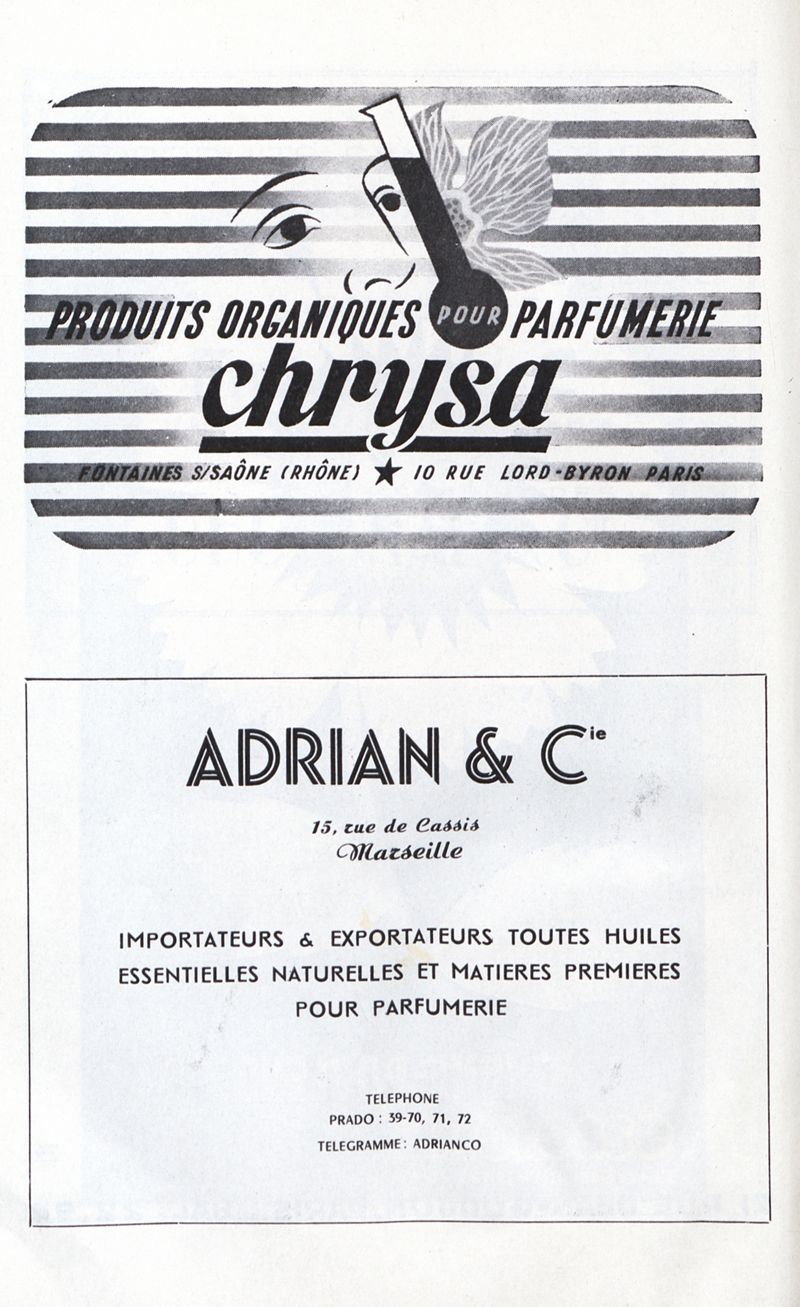 PRODUITS ORGANIQUES POUR PARFUMERIE
chrysa
FONTAINES S/SAÔNE (RHÔNE) ★ 10 RUE LORD-BYRON PARIS
ADRIAN & Cie
15, rue de Cassis
Marseille
IMPORTATEURS & EXPORTATEURS TOUTES HUILES
ESSENTIELLES NATURELLES ET MATIERES PREMIERES
POUR PARFUMERIE
TELEPHONE
PRADO : 39-70, 71, 72
TELEGRAMME : ADRIANCO